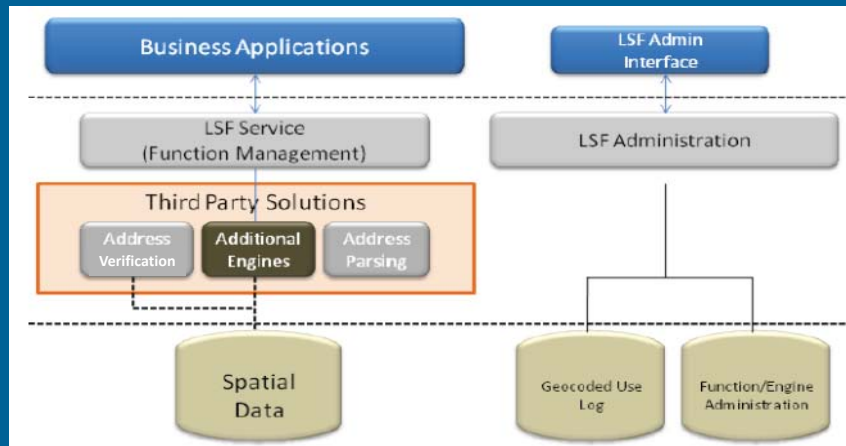 Business Applications
LSF Admin
Interface
LSF Service
(Function Management)
LSF Administration
Third Party Solutions
Address
Verification
Additional
Engines
Address
Parsing
Spatial
Data
Geocoded Use
Log
Function/Engine
Administration